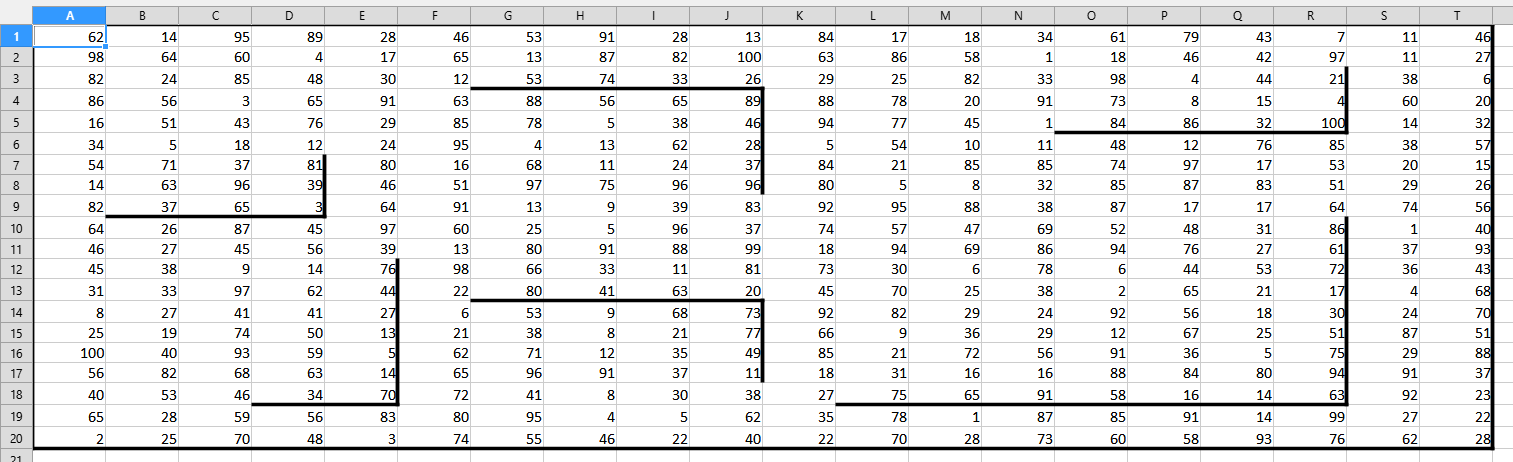 A B C D E F G H I J K L M N O P Q R S T
1 62 14 95 89 28 46 53 91 28 13 84 17 18 34 61 79 43 7 11 46
2 98 64 60 4 17 65 13 87 82 100 63 86 58 1 18 46 42 97 11 27
3 82 24 85 48 30 12 53 74 33 26 29 25 82 33 98 4 44 21 38 6
4 86 56 3 65 91 63 88 56 65 89 88 78 20 91 73 8 15 4 60 20
5 16 51 43 76 29 85 78 5 38 46 94 77 45 1 84 86 32 100 14 32
6 34 5 18 12 24 95 4 13 62 28 5 54 10 11 48 12 76 85 38 57
7 54 71 37 81 80 16 68 11 24 37 84 21 85 85 74 97 17 53 20 15
8 14 63 96 39 46 51 97 75 96 96 80 5 8 32 85 87 83 51 29 26
9 82 37 65 3 64 91 13 9 39 83 92 95 88 38 87 17 17 64 74 56
10 64 26 87 45 97 60 25 5 96 37 74 57 47 69 52 48 31 86 1 40
11 46 27 45 56 39 13 80 91 88 99 18 94 69 86 94 76 27 61 37 93
12 45 38 9 14 76 98 66 33 11 81 73 30 6 78 6 44 53 72 36 43
13 31 33 97 62 44 22 80 41 63 20 45 70 25 38 2 65 21 17 4 68
14 8 27 41 41 27 6 53 9 68 73 92 82 29 24 92 56 18 30 24 70
15 25 19 74 50 13 21 38 8 21 77 66 9 36 29 12 67 25 51 87 51
16 100 40 93 59 5 62 71 12 35 49 85 21 72 56 91 36 5 75 29 88
17 56 82 68 63 14 65 96 91 37 11 18 31 16 16 88 84 80 94 91 37
18 40 53 46 34 70 72 41 8 30 38 27 75 65 91 58 16 14 63 92 23
19 65 28 59 56 83 80 95 4 5 62 35 78 1 87 85 91 14 99 27 22
20 2 25 70 48 3 74 55 46 22 40 22 70 28 73 60 58 93 76 62 28
21